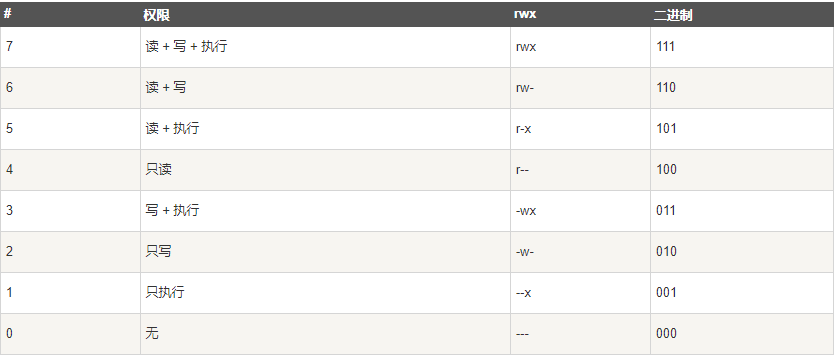 # 权限 rwx 二进制
7 读 + 写 + 执行 rwx 111
6 读 + 写 rw- 110
5 读 + 执行 r-x 101
4 只读 r-- 100
3 写 + 执行 -wx 011
2 只写 -w- 010
1 只执行 --x 001
0 无 --- 000